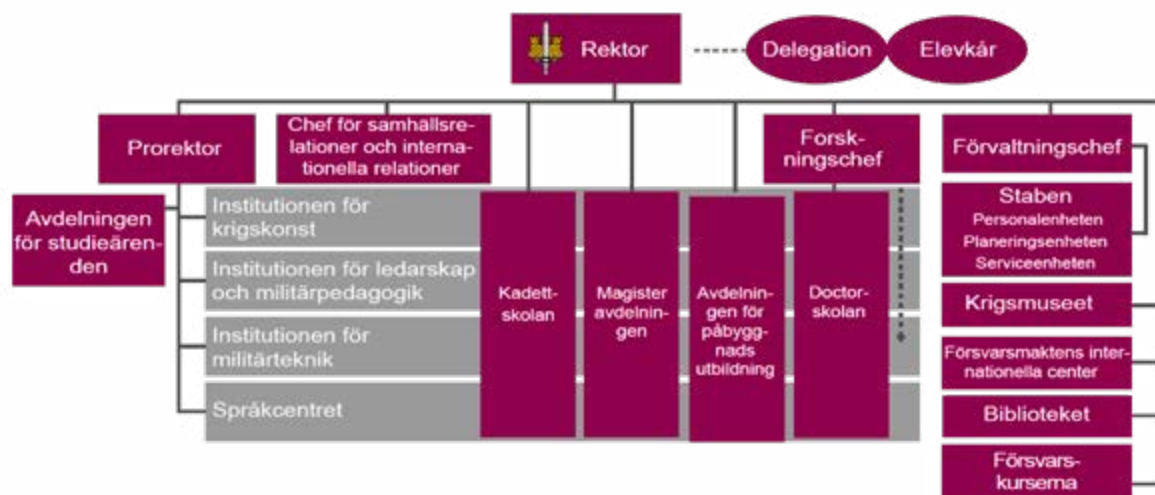 Rektor
Delegation
Elevkår
Prorektor
Chef för samhällsre-
lationer och interna-
tionella relationer
Forsk-
ningschef
Förvaltningschef
Avdelningen
för studieären-
den
Institutionen för
krigskonst
Institutionen för ledarskap
och militärpedagogik
Institutionen för
militärteknik
Språkcentret
Kadett-
skolan
Magister
avdelnin-
gen
Avdelnin-
gen för
påbygg-
nads
utbildning
Doctor-
skolan
Staben
Personalenheten
Planeringsenheten
Serviceenheten
Krigsmuseet
Försvarsmaktens inter-
nationella center
Biblioteket
Försvars-
kurserna